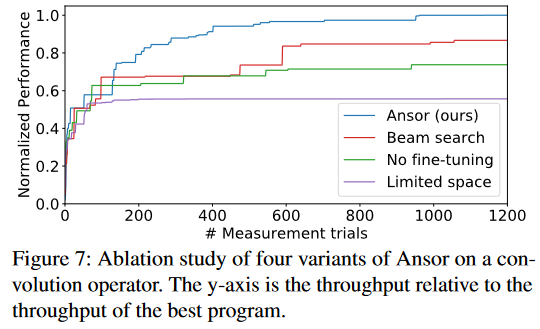 1.0
0.8
0.6
0.4
0.2
0.0
Normalized Performance
0 200 400 600 800 1000 1200
# Measurement trials
Ansor (ours)
Beam search
No fine-tuning
Limited space
Figure 7: Ablation study of four variants of Ansor on a con-
volution operator. The y-axis is the throughput relative to the
throughput of the best program.